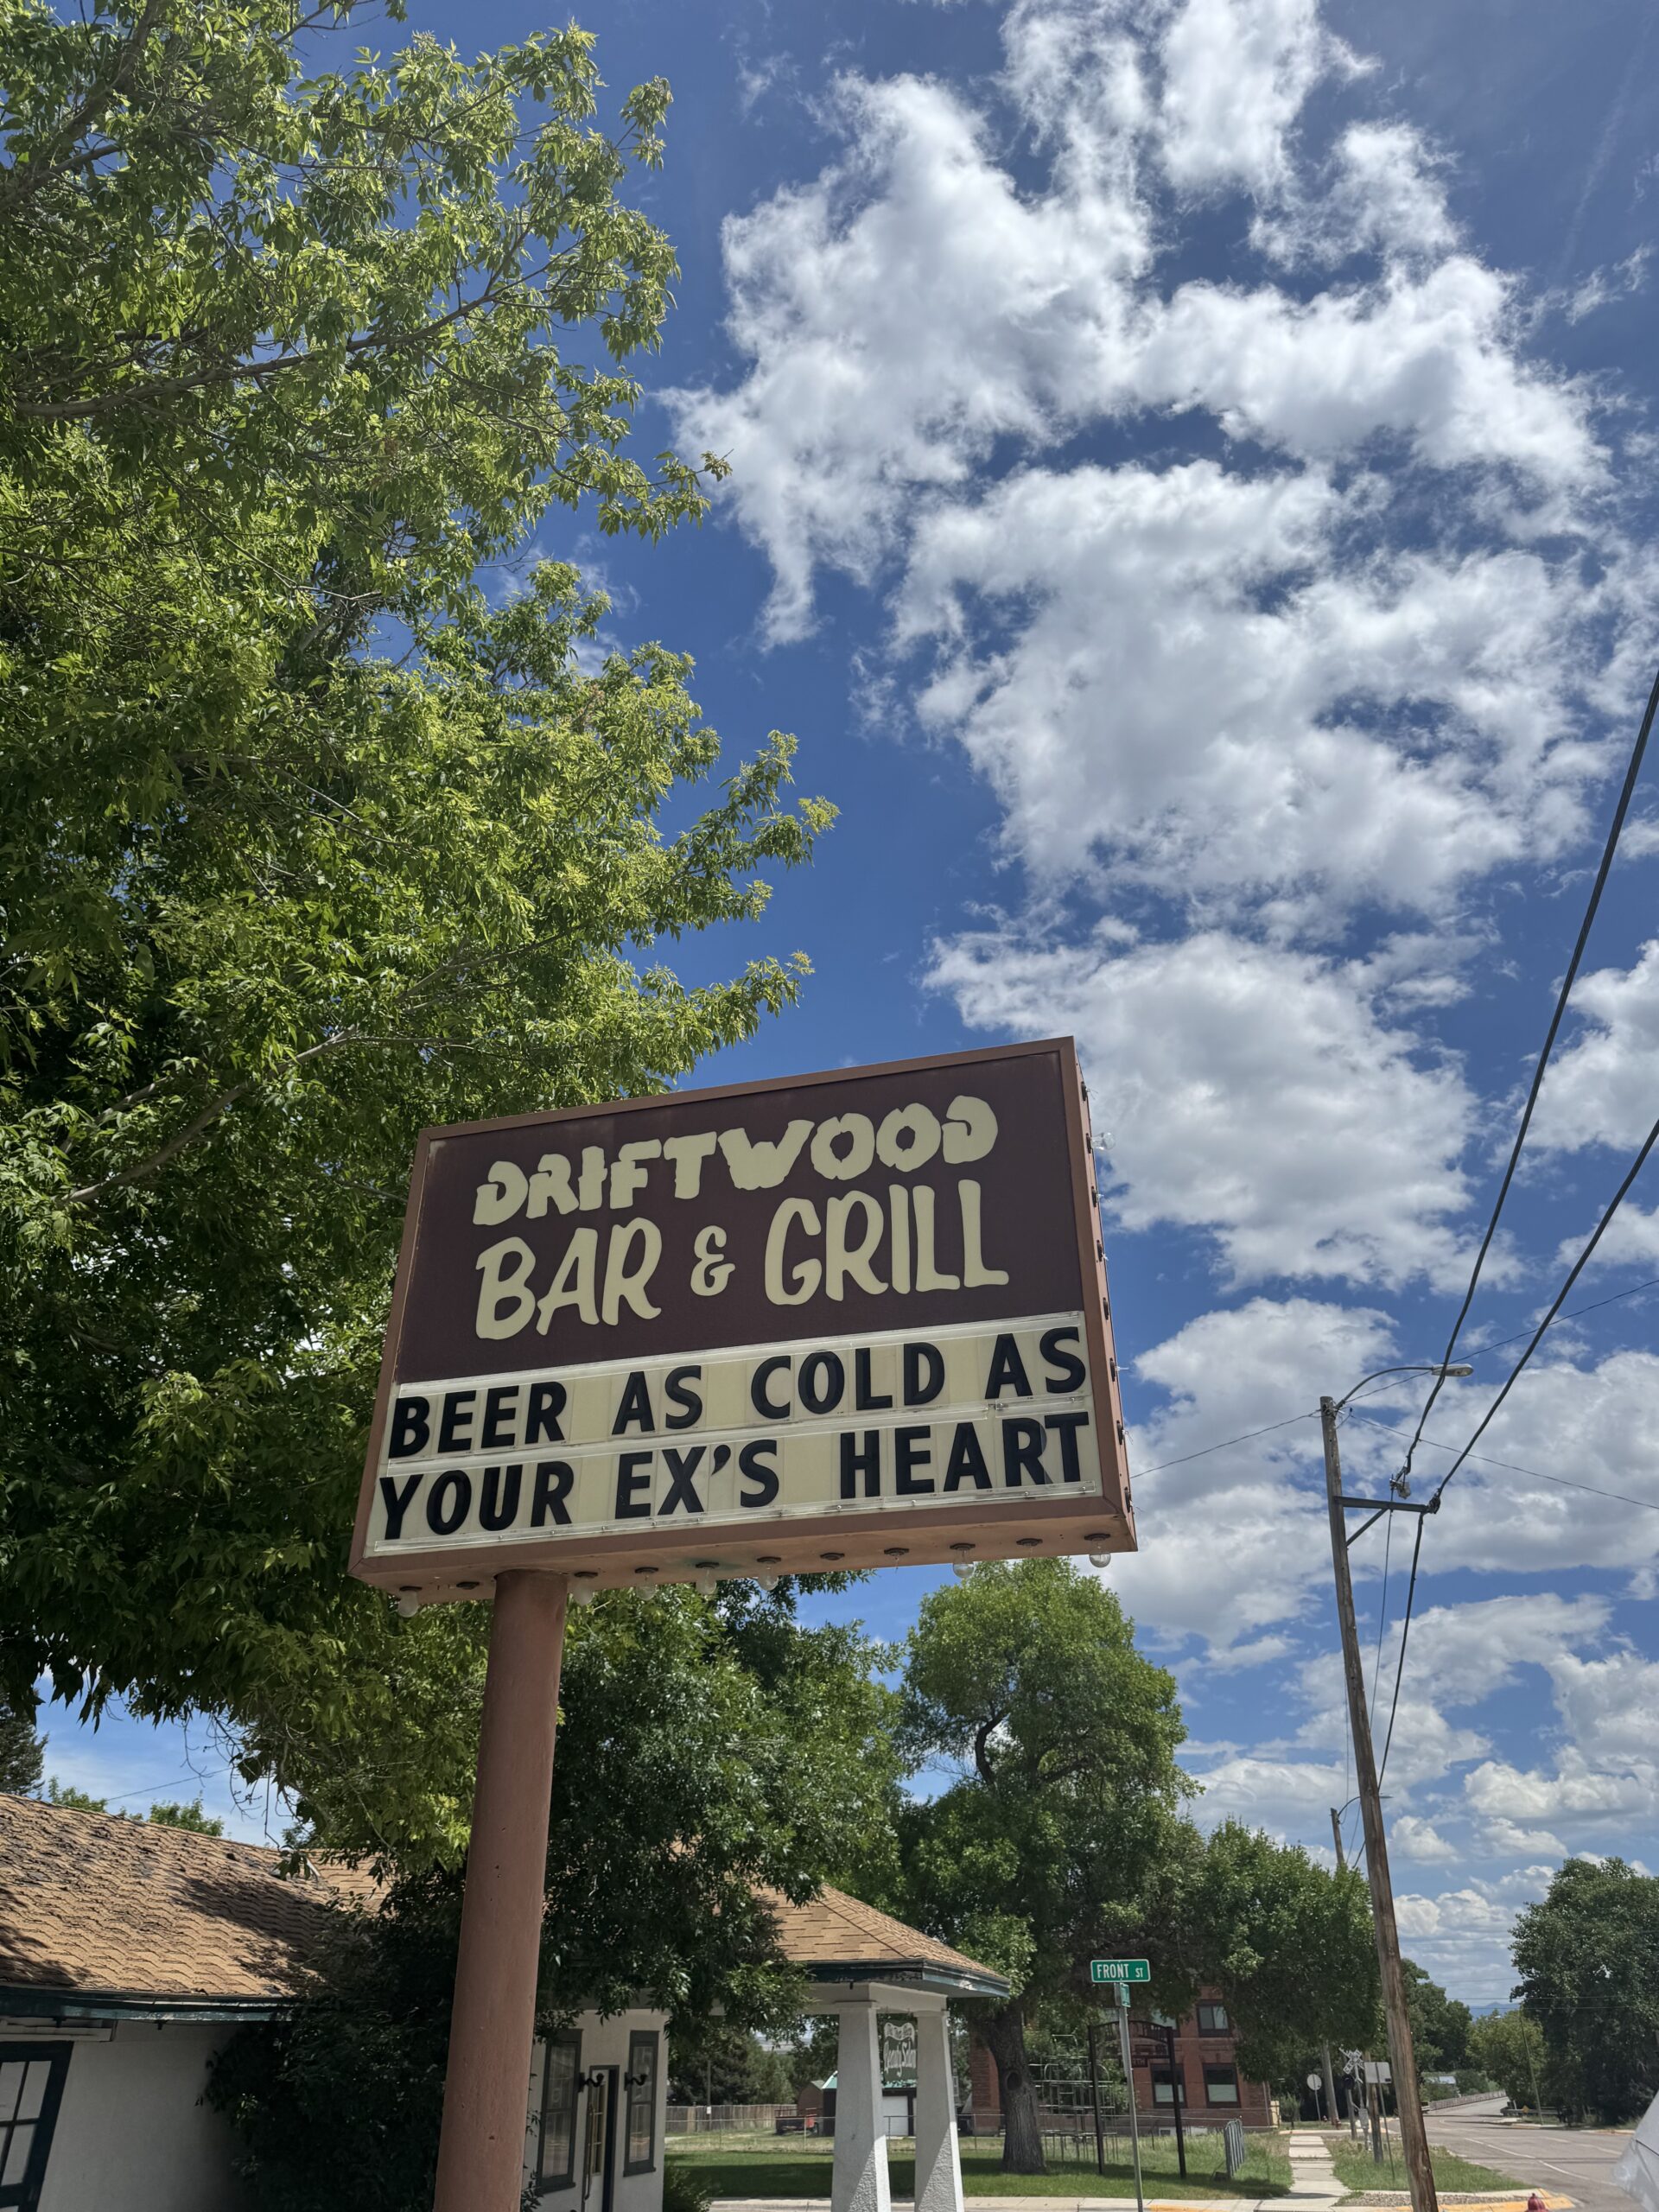 DRIFTWOOD
BAR & GRILL
BEER AS COLD AS
YOUR EX'S HEART
FRONT ST